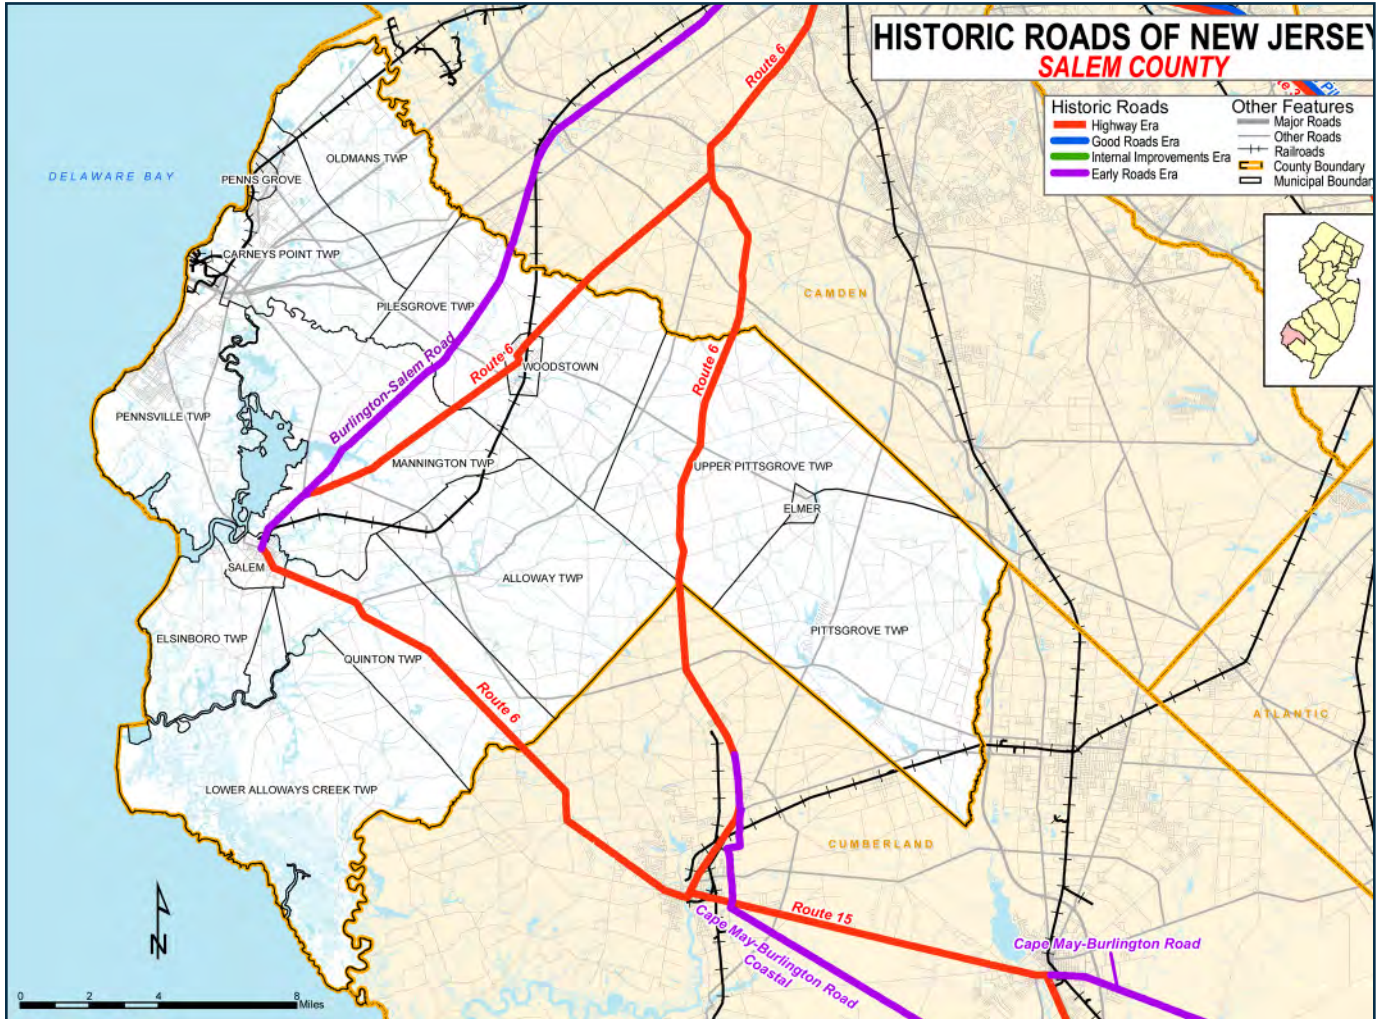 HISTORIC ROADS OF NEW JERSEY
SALEM COUNTY
Historic Roads
Highway Era
Good Roads Era
Internal Improvements Era
Early Roads Era
Other Features
Major Roads
Other Roads
Railroads
County Boundary
Municipal Boundar
Route 6
DELAWARE BAY
OLDMANS TWP
PENNS GROVE
CARNEYS POINT TWP
PILESGROVE TWP
CAMDEN
Burlington-Salem Road
Route 6
WOODSTOWN
Route 6
PENNSVILLE TWP
MANNINGTON TWP
UPPER PITTSGROVE TWP
ELMER
SALEM
ALLOWAY TWP
ELSINBORO TWP
QUINTON TWP
PITTSGROVE TWP
Route 6
ATLANTIC
LOWER ALLOWAYS CREEK TWP
CUMBERLAND
Route 15
Cape May-Burlington Road
Coastal
Cape May-Burlington Road
N
0 2 4 8
Miles